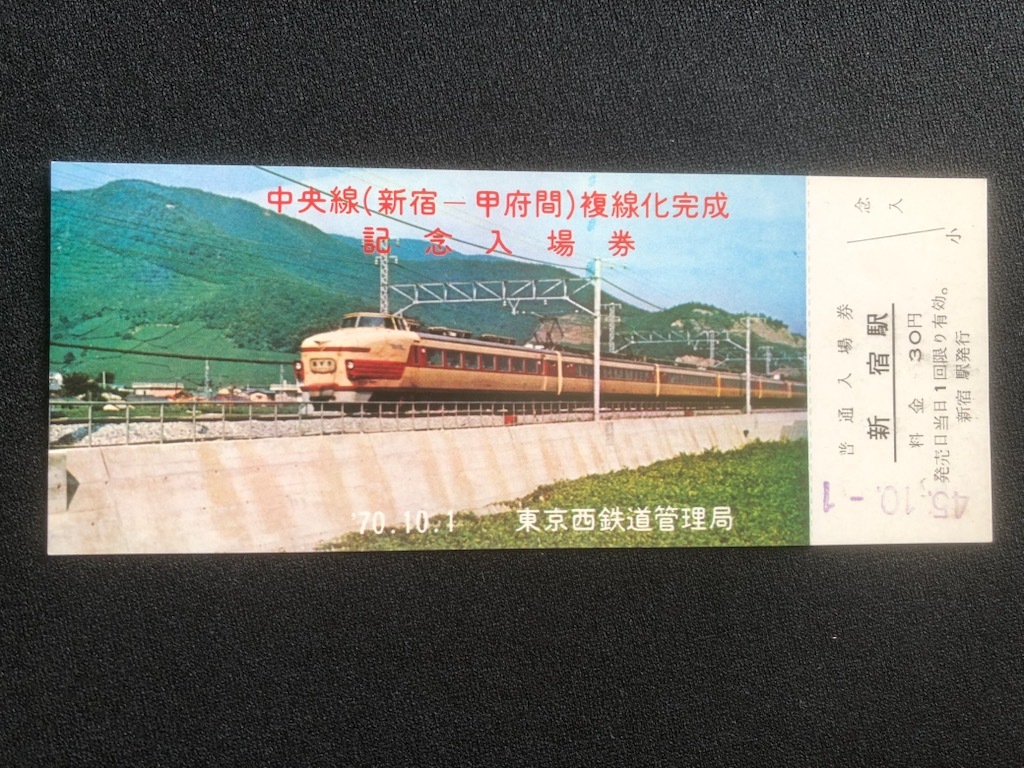 中央線(新宿―甲府間)複線化完成
記念入場券
'70.10.1 東京西鉄道管理局
念
入
小
普通入場券
新宿駅
料金 30円
発売日当日1回限り有効。
新宿駅発行
45.10.-1